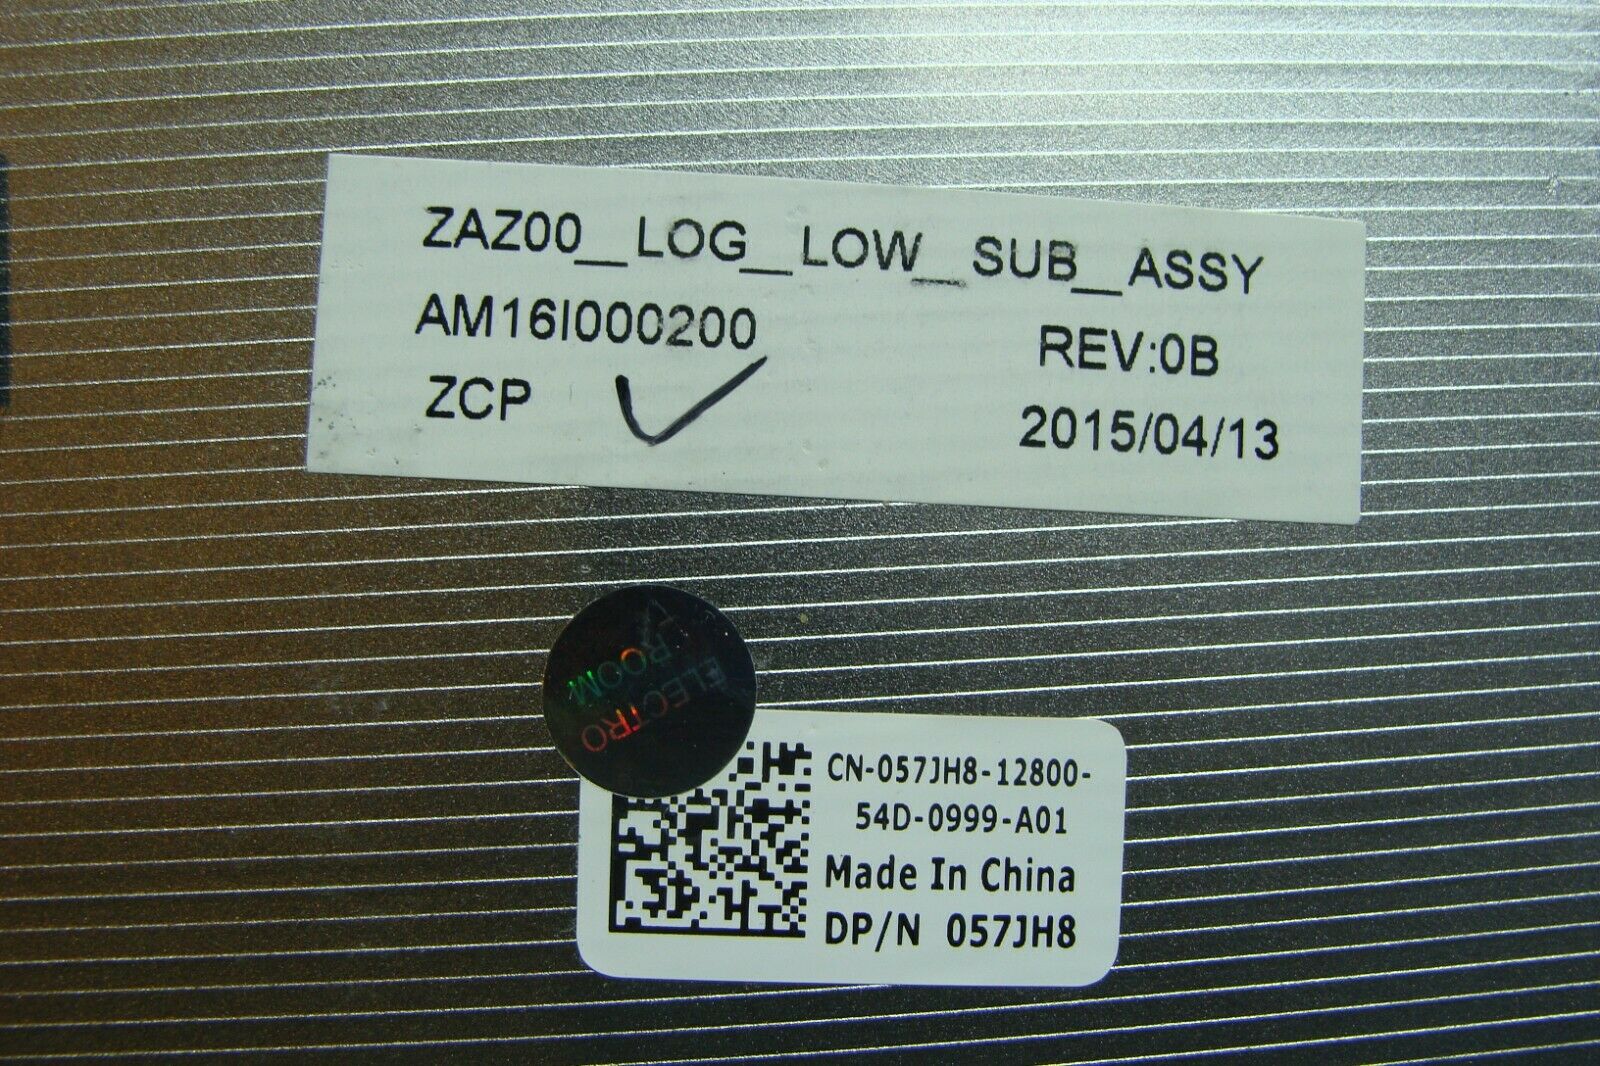 ZAZ00__LOG__LOW__SUB__ASSY
AM16I000200
REV:0B
ZCP
2015/04/13
ELECTRO
ROOM
CN-057JH8-12800-
54D-0999-A01
Made In China
DP/N 057JH8